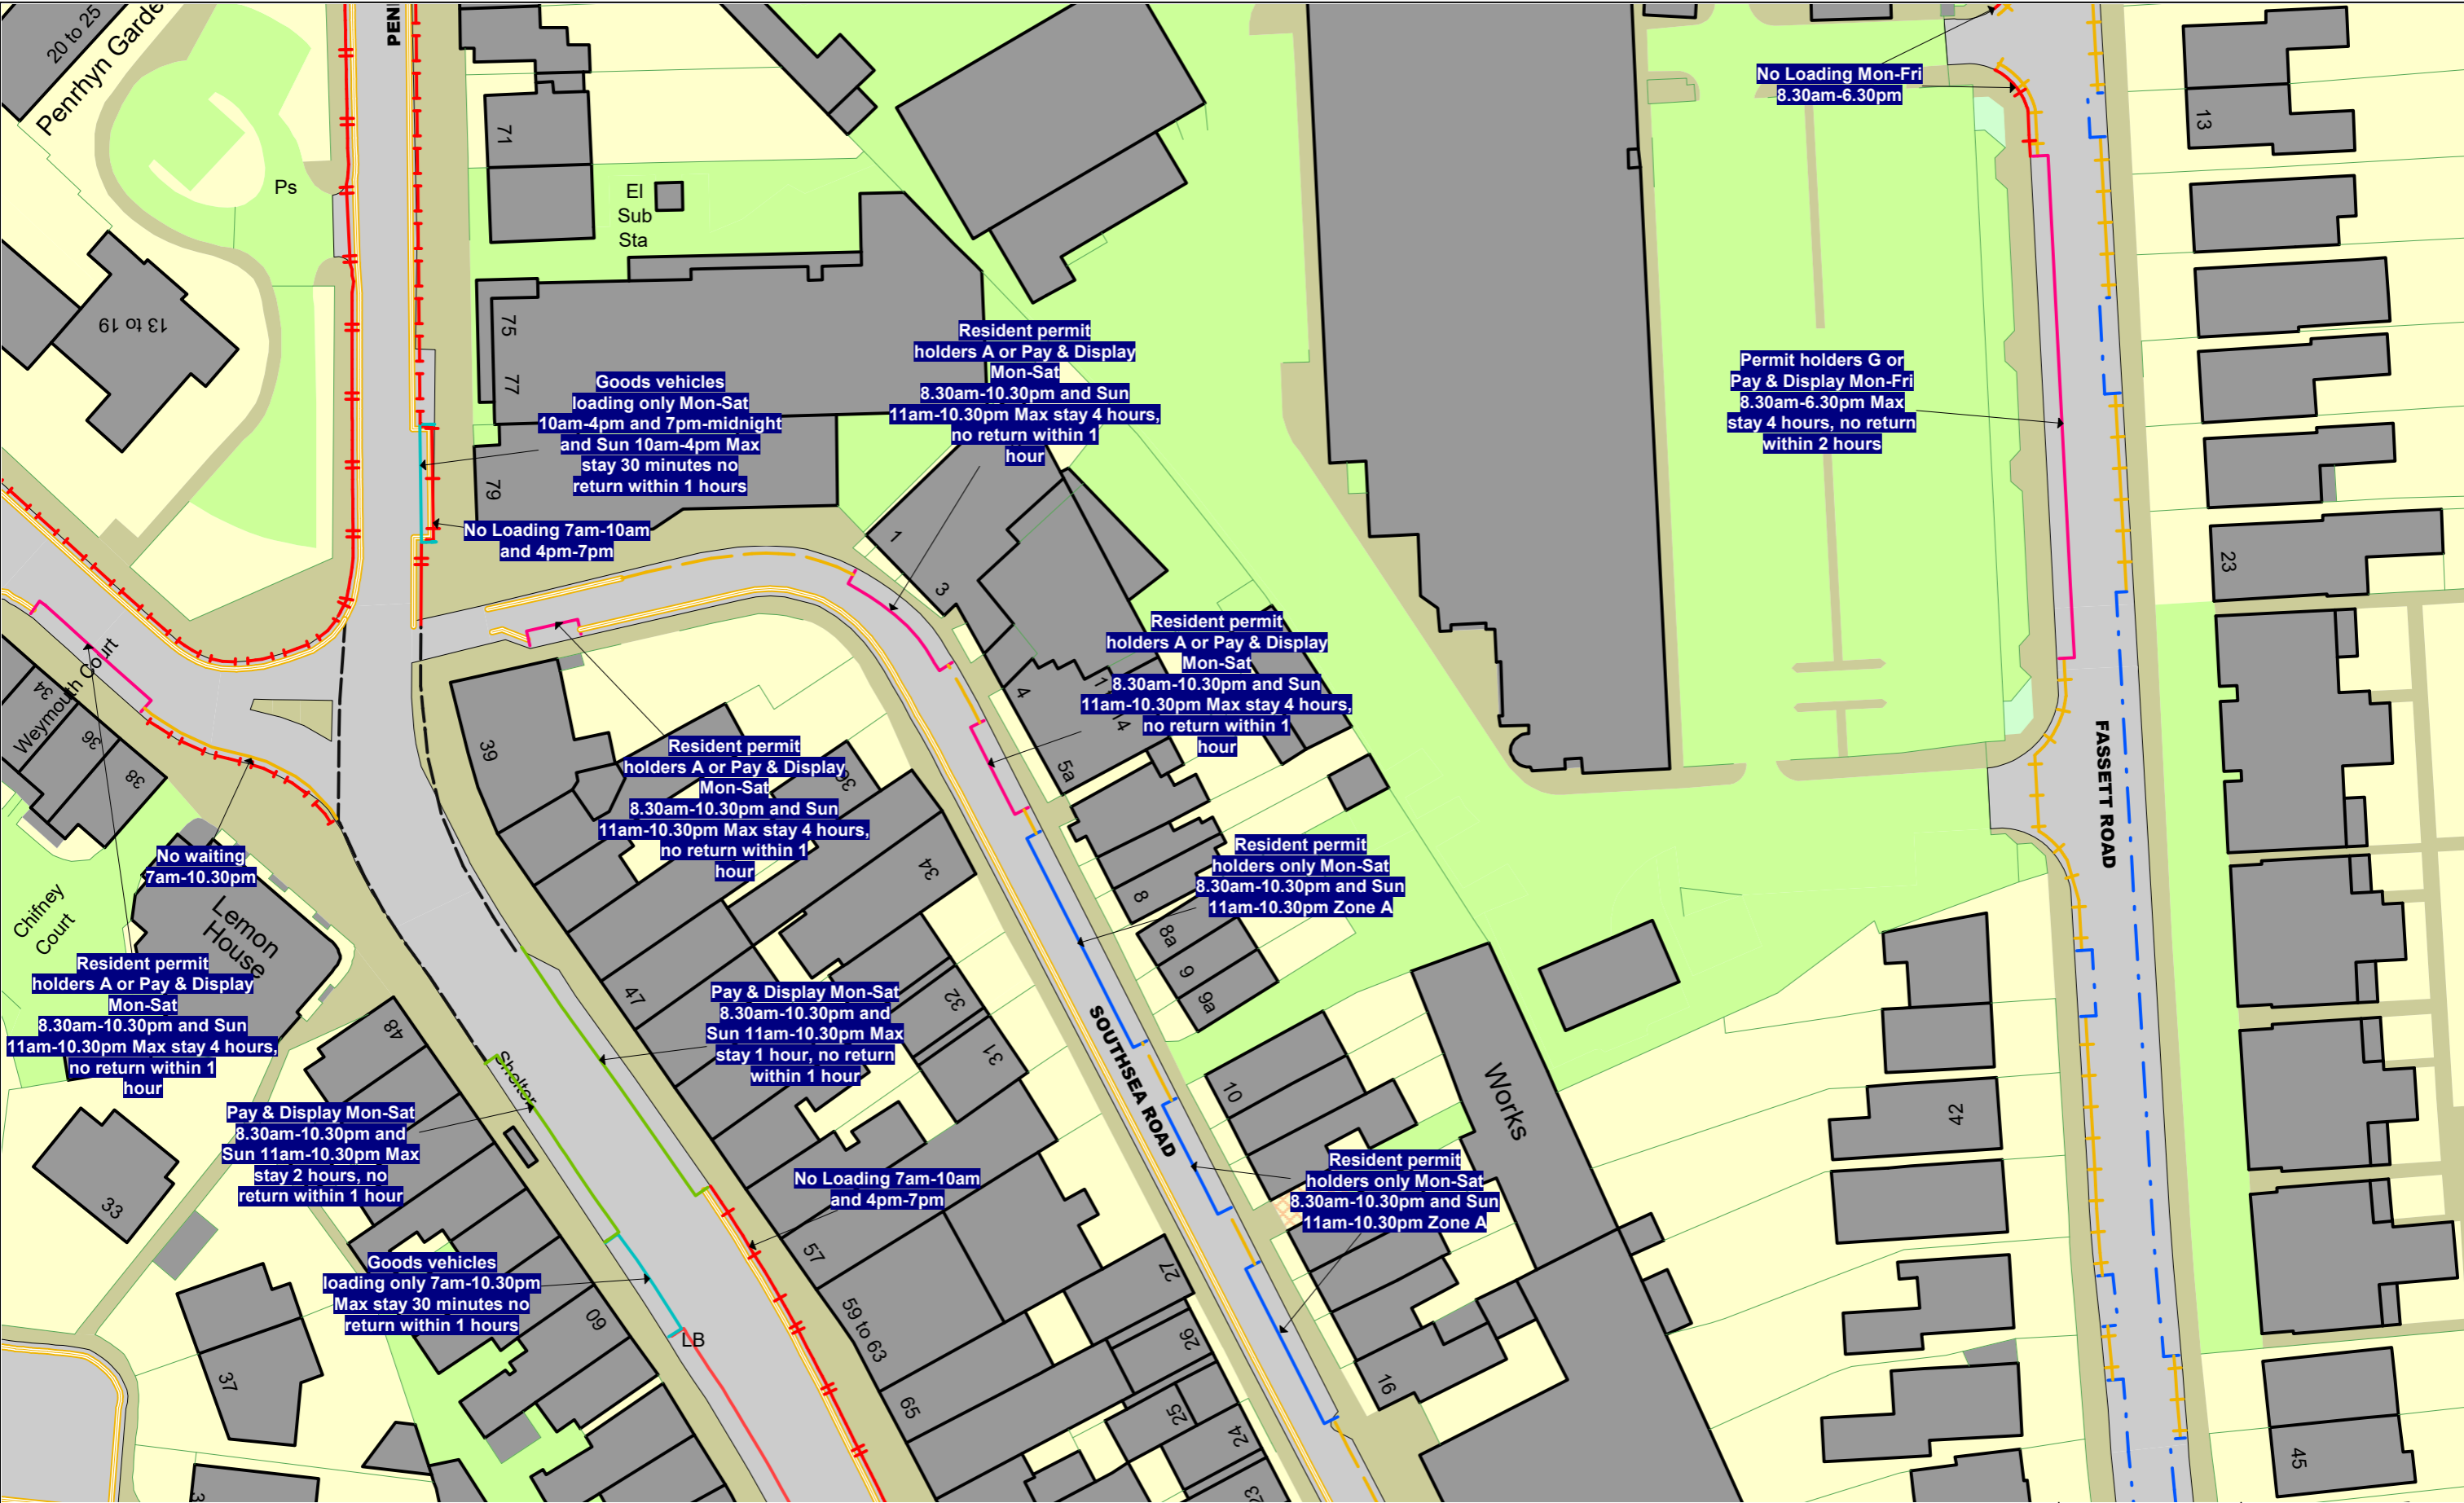 20 to 25
Penrhyn Garde
PEN
Ps
71
El
Sub
Sta
13 to 19
75
77
79
No Loading Mon-Fri
8.30am-6.30pm
13
Resident permit
holders A or Pay & Display
Mon-Sat
8.30am-10.30pm and Sun
11am-10.30pm Max stay 4 hours,
no return within 1
hour
Goods vehicles
loading only Mon-Sat
10am-4pm and 7pm-midnight
and Sun 10am-4pm Max
stay 30 minutes no
return within 1 hours
No Loading 7am-10am
and 4pm-7pm
Permit holders G or
Pay & Display Mon-Fri
8.30am-6.30pm Max
stay 4 hours, no return
within 2 hours
1
3
23
Resident permit
holders A or Pay & Display
Mon-Sat
8.30am-10.30pm and Sun
11am-10.30pm Max stay 4 hours,
no return within 1
hour
4
1
14
5a
FASSETT ROAD
Weymouth Court
34
36
38
39
Resident permit
holders A or Pay & Display
Mon-Sat
8.30am-10.30pm and Sun
11am-10.30pm Max stay 4 hours,
no return within 1
hour
36
34
Resident permit
holders only Mon-Sat
8.30am-10.30pm and Sun
11am-10.30pm Zone A
8
8a
9
9a
No waiting
7am-10.30pm
Chifney
Court
Lemon
House
Resident permit
holders A or Pay & Display
Mon-Sat
8.30am-10.30pm and Sun
11am-10.30pm Max stay 4 hours,
no return within 1
hour
47
48
Shelter
Pay & Display Mon-Sat
8.30am-10.30pm and
Sun 11am-10.30pm Max
stay 1 hour, no return
within 1 hour
32
31
SOUTHSEA ROAD
10
Works
42
Pay & Display Mon-Sat
8.30am-10.30pm and
Sun 11am-10.30pm Max
stay 2 hours, no
return within 1 hour
33
No Loading 7am-10am
and 4pm-7pm
Resident permit
holders only Mon-Sat
8.30am-10.30pm and Sun
11am-10.30pm Zone A
57
59 to 63
27
26
Goods vehicles
loading only 7am-10.30pm
Max stay 30 minutes no
return within 1 hours
60
LB
37
65
25
24
23
16
45
3